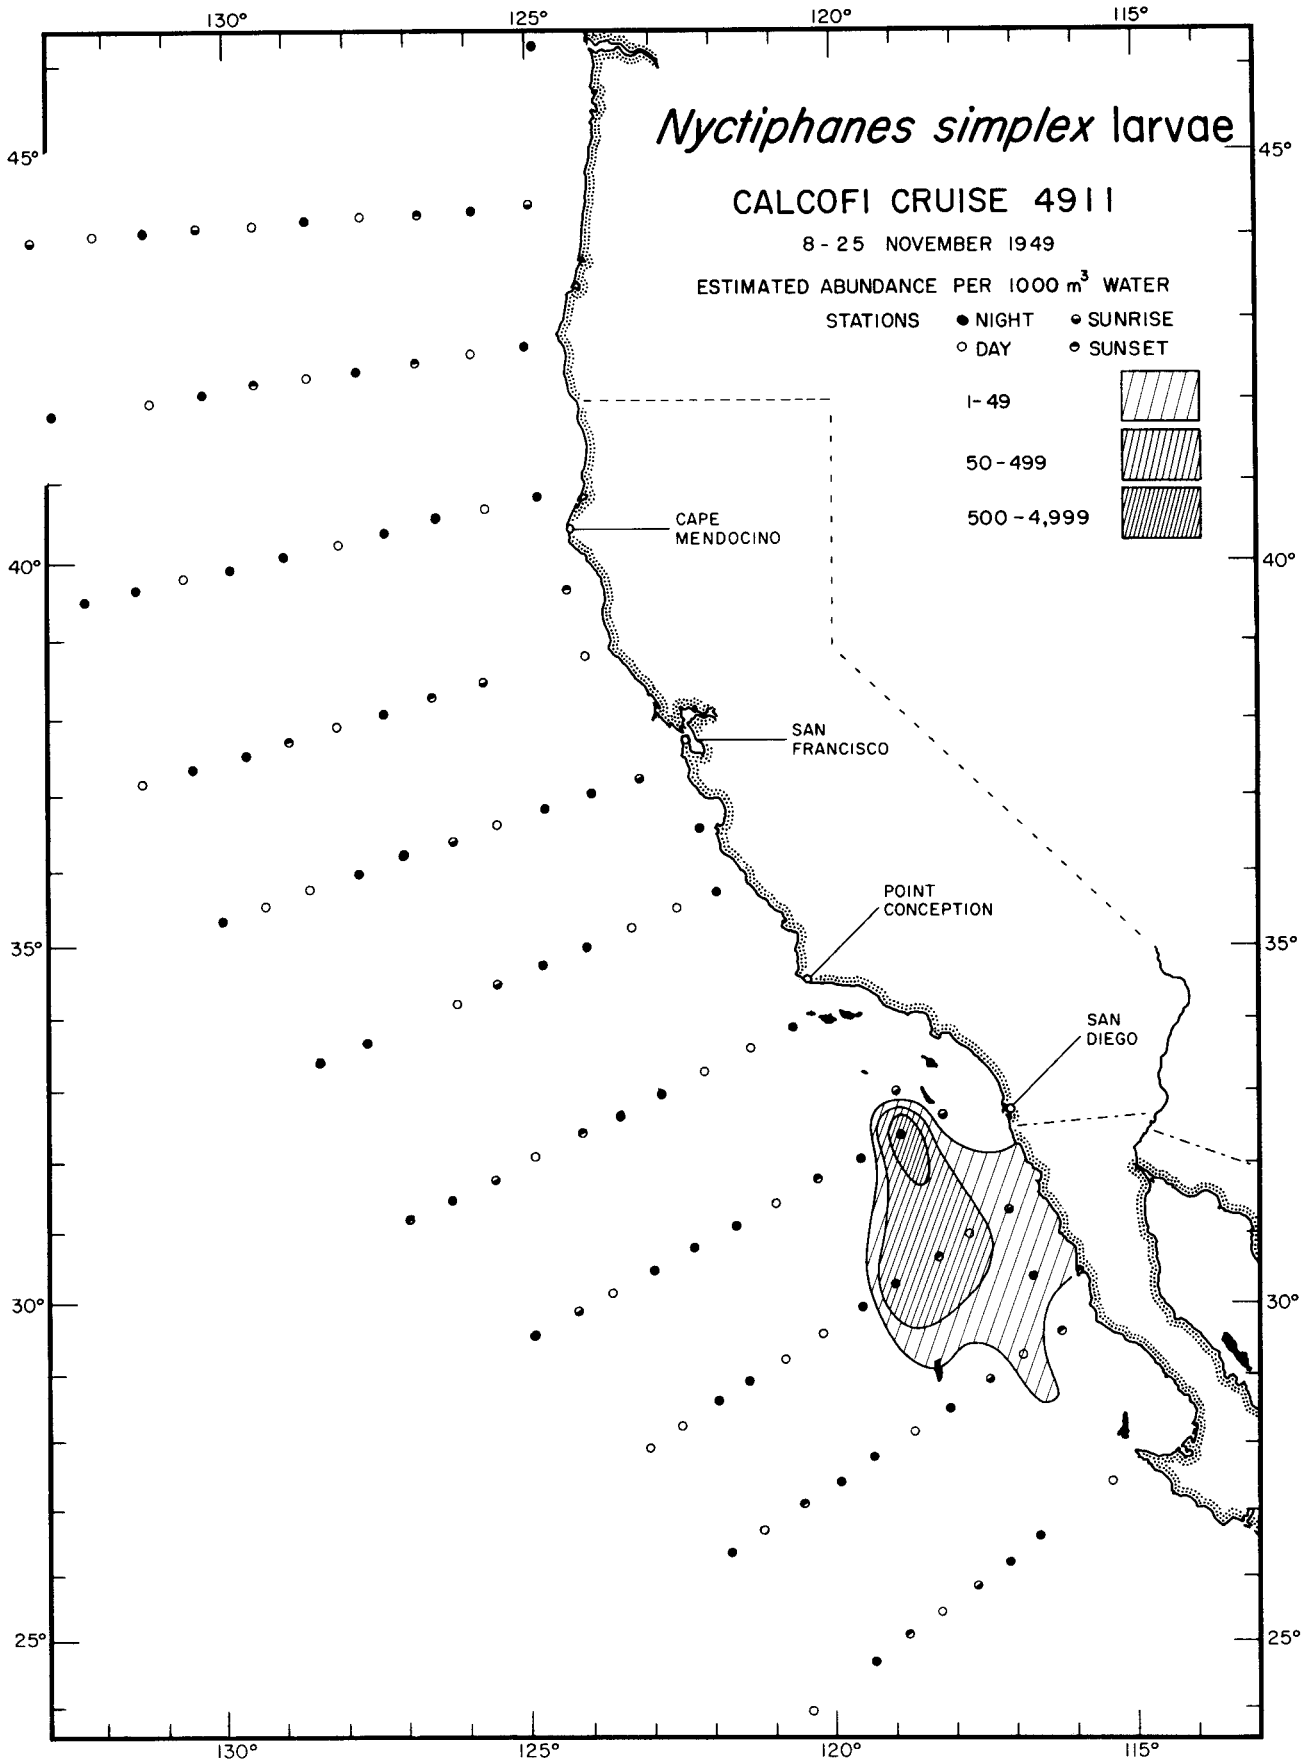 130° 125° 120° 115°
Nyctiphanes simplex larvae
45° 45°
CALCOFI CRUISE 4911
8-25 NOVEMBER 1949
ESTIMATED ABUNDANCE PER 1000 m³ WATER
STATIONS NIGHT SUNRISE
DAY SUNSET
1-49
50-499
500-4,999
CAPE
MENDOCINO
40° 40°
SAN
FRANCISCO
POINT
CONCEPTION
35° 35°
SAN
DIEGO
30° 30°
25° 25°
130° 125° 120° 115°